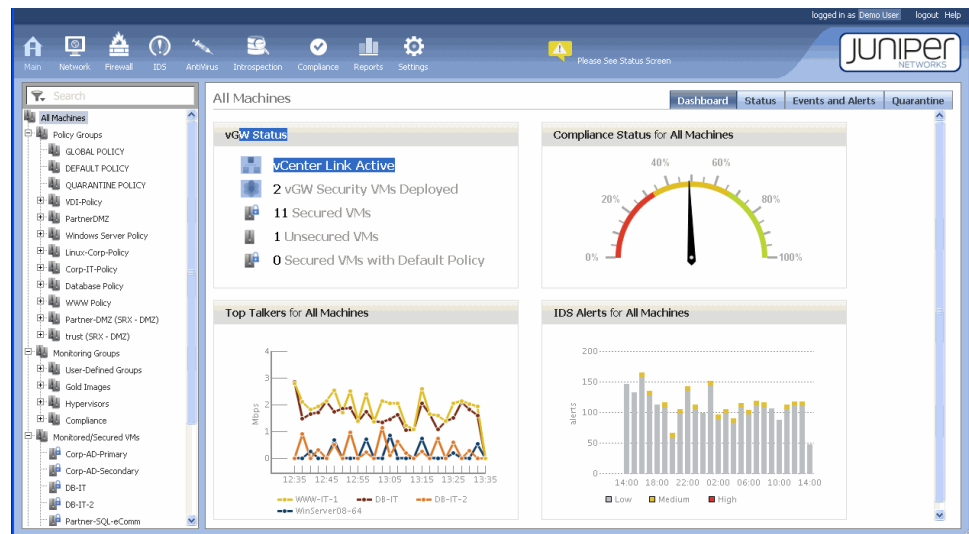 logged in as Demo User logout Help
Main Network Firewall IDS AntiVirus Introspection Compliance Reports Settings
Please See Status Screen
JUNIPER
NETWORKS
Search
All Machines
Policy Groups
GLOBAL POLICY
DEFAULT POLICY
QUARANTINE POLICY
VDI-Policy
PartnerDMZ
Windows Server Policy
Linux-Corp-Policy
Corp-IT-Policy
Database Policy
WWW Policy
Partner-DMZ (SRX - DMZ)
trust (SRX - DMZ)
Monitoring Groups
User-Defined Groups
Gold Images
Hypervisors
Compliance
Monitored/Secured VMs
Corp-AD-Primary
Corp-AD-Secondary
DB-IT
DB-IT-2
Partner-SQL-eComm
All Machines
Dashboard Status Events and Alerts Quarantine
vGW Status
vCenter Link Active
2 vGW Security VMs Deployed
11 Secured VMs
1 Unsecured VMs
0 Secured VMs with Default Policy
Compliance Status for All Machines
40% 60%
20% 80%
0% 100%
Top Talkers for All Machines
4
3
2
1
0
Mbps
12:35 12:45 12:55 13:05 13:15 13:25 13:35
WWW-IT-1 DB-IT DB-IT-2
WinServer08-64
IDS Alerts for All Machines
200
150
100
50
0
alerts
14:00 18:00 22:00 02:00 06:00 10:00 14:00
Low Medium High